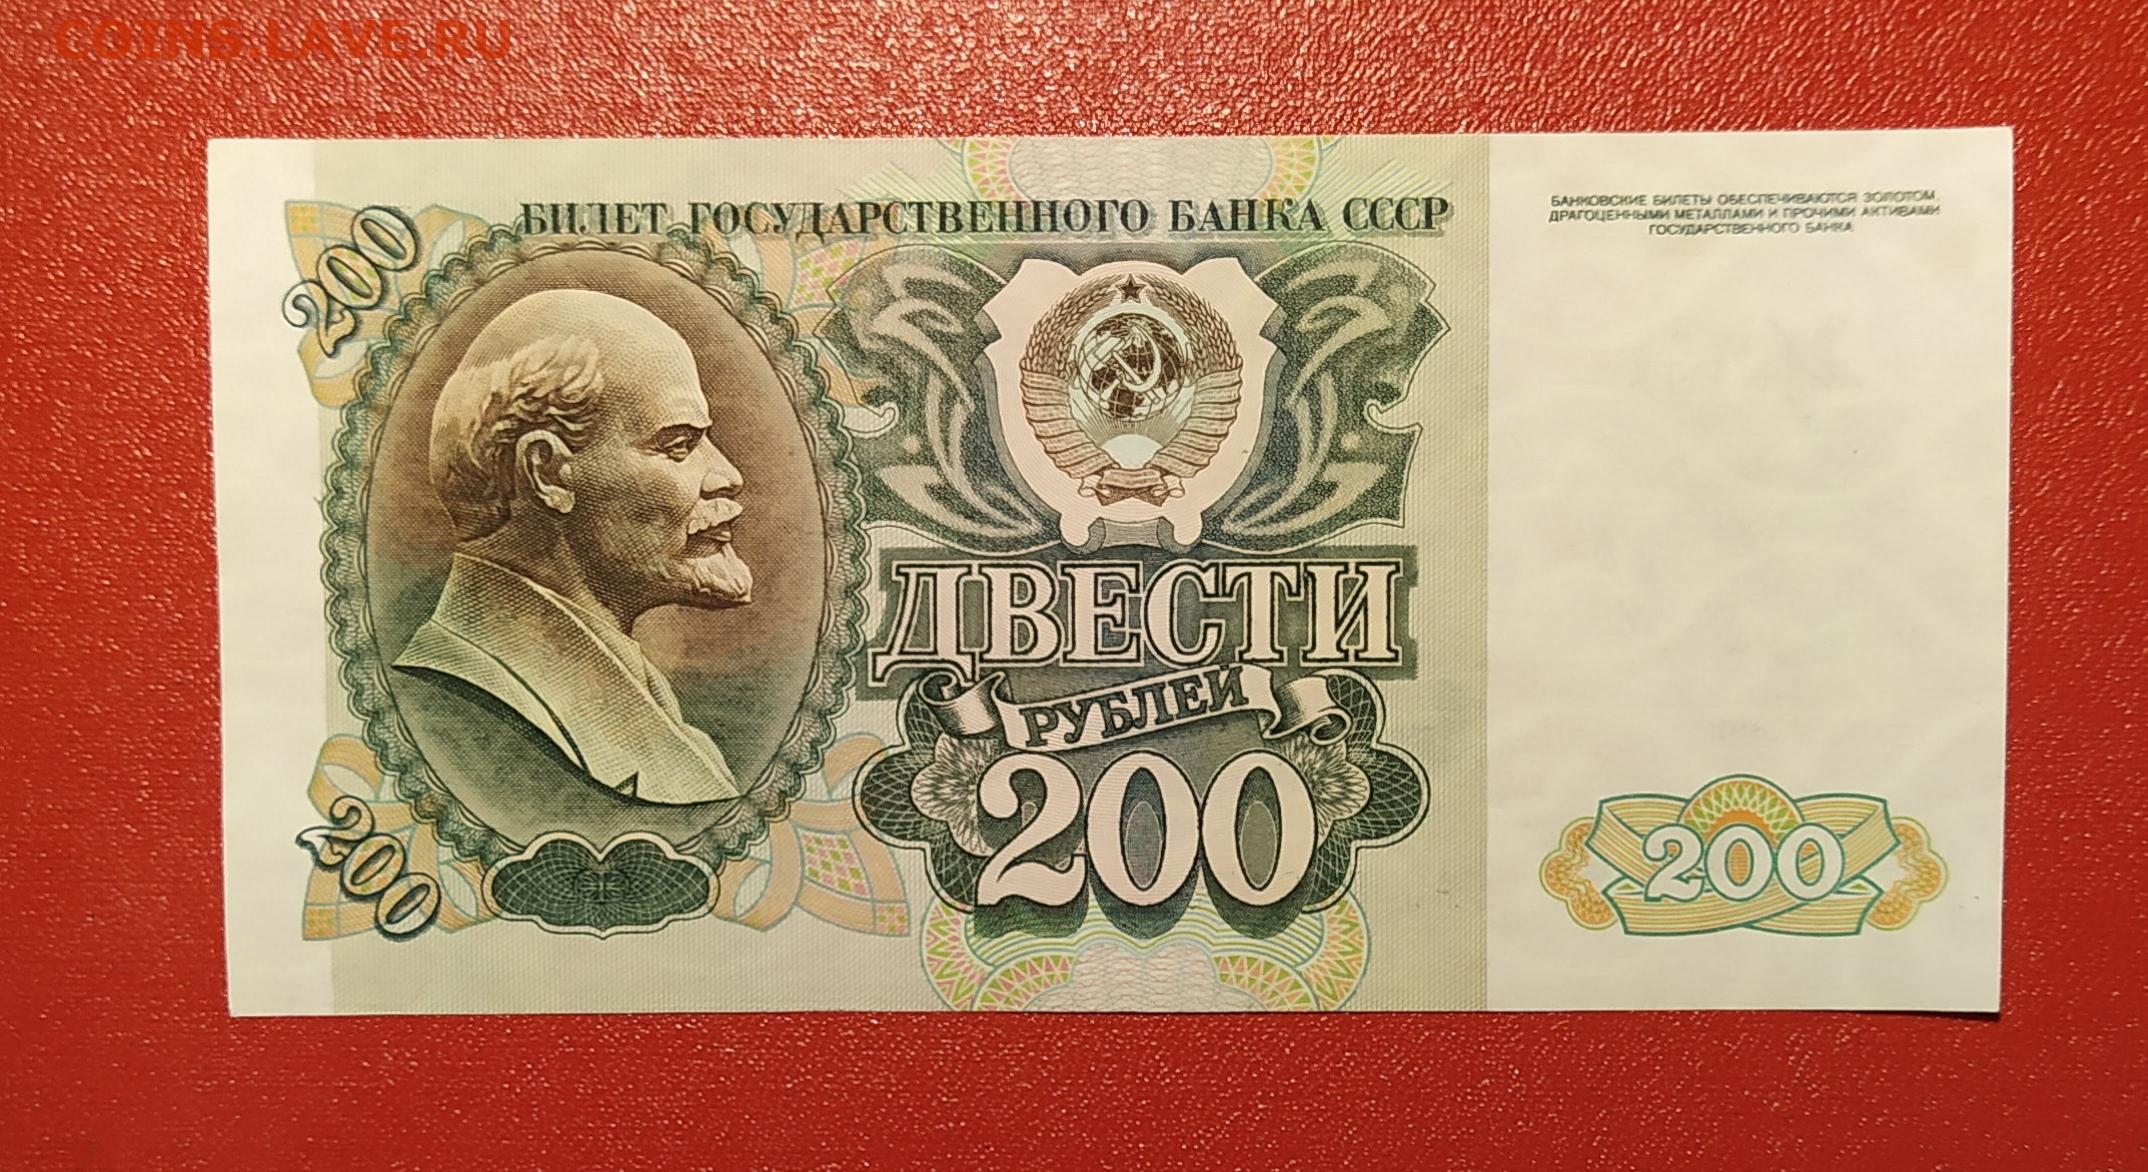 COINS.LAVE.RU
БИЛЕТ ГОСУДАРСТВЕННОГО БАНКА СССР
БАНКОВСКИЕ БИЛЕТЫ ОБЕСПЕЧИВАЮТСЯ ЗОЛОТОМ,
ДРАГОЦЕННЫМИ МЕТАЛЛАМИ И ПРОЧИМИ АКТИВАМИ
ГОСУДАРСТВЕННОГО БАНКА
200
ДВЕСТИ
РУБЛЕЙ
200
200
200